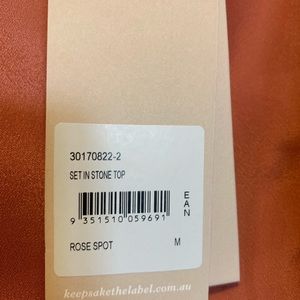 30170822-2
SET IN STONE TOP
EAN
9 351510 059691
ROSE SPOT M
keepsakethelabel.com.au